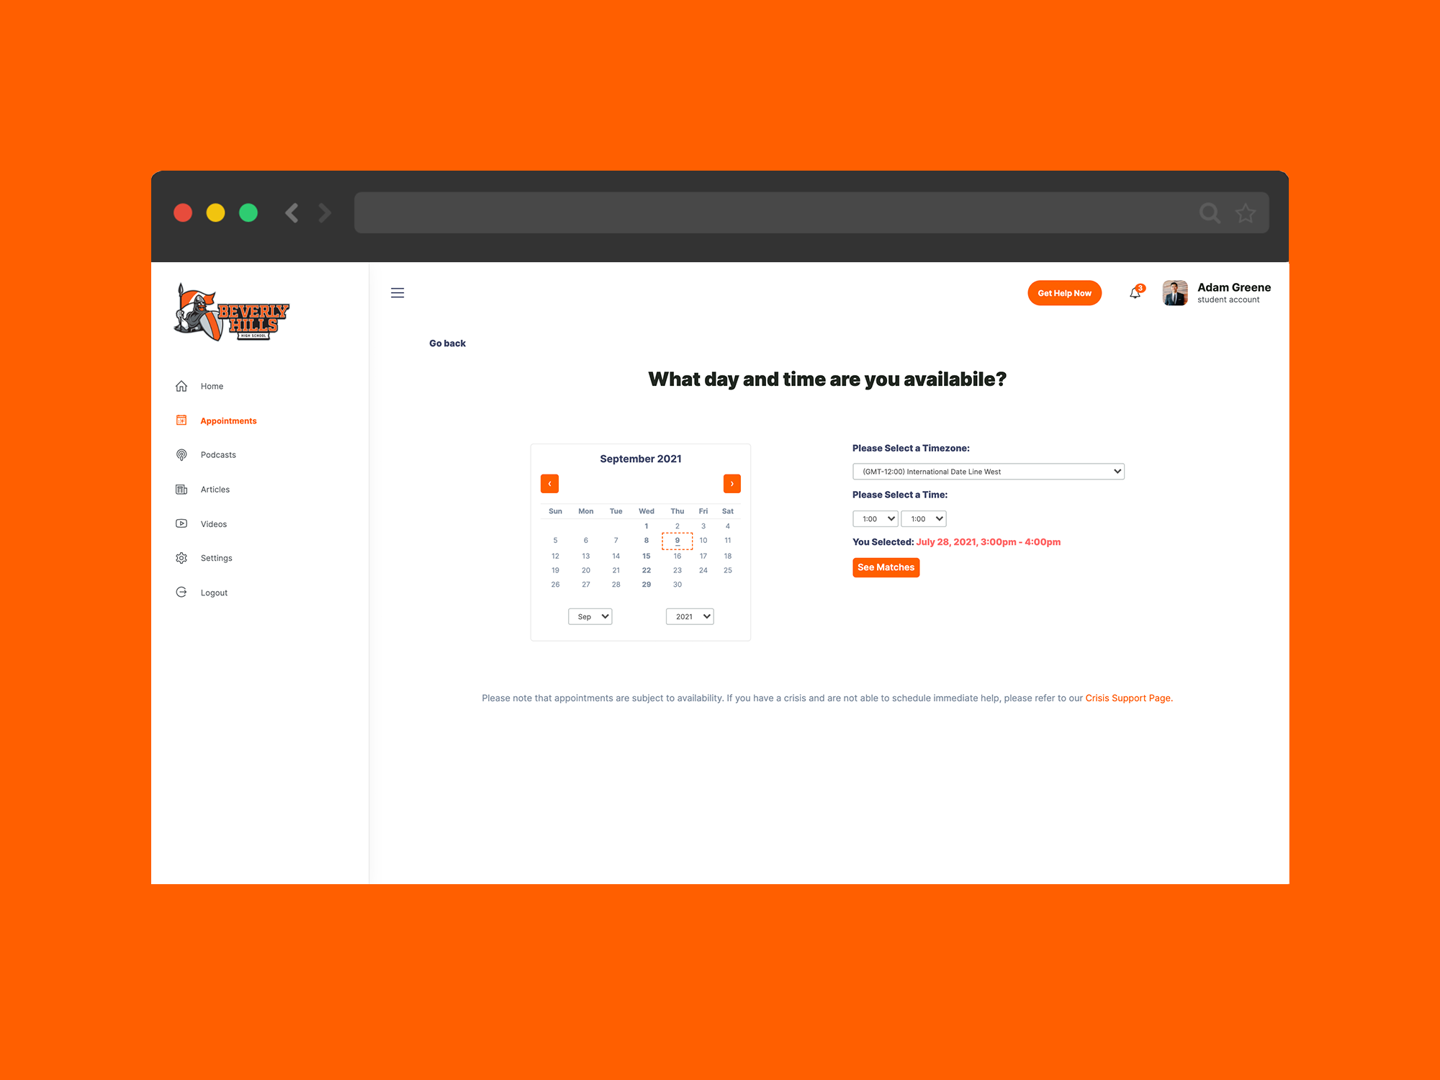 BEVERLY
HILLS
HIGH SCHOOL
Get Help Now
3
Adam Greene
student account
Home
Appointments
Podcasts
Articles
Videos
Settings
Logout
Go back
What day and time are you availabile?
September 2021
‹ ›
Sun Mon Tue Wed Thu Fri Sat
1 2 3 4
5 6 7 8 9 10 11
12 13 14 15 16 17 18
19 20 21 22 23 24 25
26 27 28 29 30
Sep 2021
Please Select a Timezone:
(GMT-12:00) International Date Line West
Please Select a Time:
1:00 1:00
You Selected: July 28, 2021, 3:00pm - 4:00pm
See Matches
Please note that appointments are subject to availability. If you have a crisis and are not able to schedule immediate help, please refer to our Crisis Support Page.